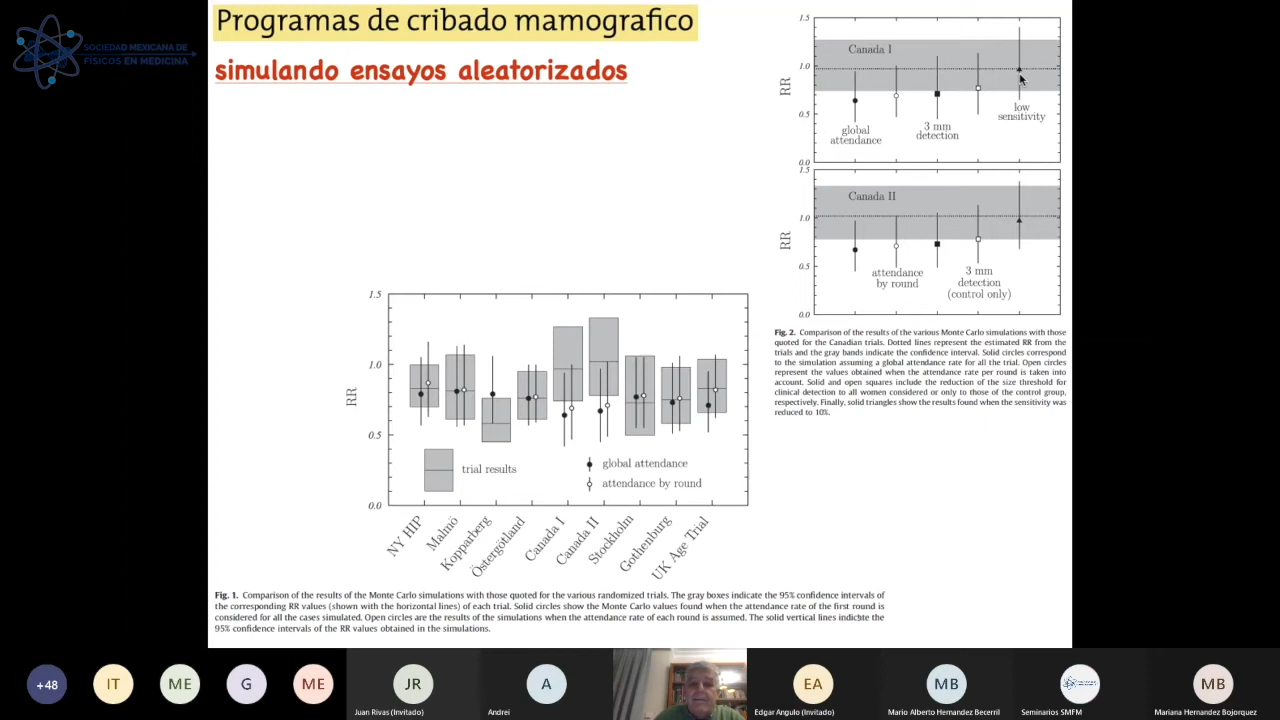 SOCIEDAD MEXICANA DE
FÍSICOS EN MEDICINA
Programas de cribado mamografico
simulando ensayos aleatorizados
1.5
1.0
0.5
0.0
RR
Canada I
global
attendance
3 mm
detection
low
sensitivity
1.5
1.0
0.5
0.0
RR
Canada II
attendance
by round
3 mm
detection
(control only)
Fig. 2. Comparison of the results of the various Monte Carlo simulations with those
quoted for the Canadian trials. Dotted lines represent the estimated RR from the
trials and the gray bands indicate the confidence interval. Solid circles correspond
to the simulation assuming a global attendance rate for all the trial. Open circles
represent the values obtained when the attendance rate per round is taken into
account. Solid and open squares include the reduction of the size threshold for
clinical detection to all women considered or only to those of the control group,
respectively. Finally, solid triangles show the results found when the sensitivity was
reduced to 10%.
1.5
1.0
0.5
0.0
RR
trial results
global attendance
attendance by round
NY HIP
Malmö
Kopparberg
Östergötland
Canada I
Canada II
Stockholm
Gothenburg
UK Age Trial
Fig. 1. Comparison of the results of the Monte Carlo simulations with those quoted for the various randomized trials. The gray boxes indicate the 95% confidence intervals of
the corresponding RR values (shown with the horizontal lines) of each trial. Solid circles show the Monte Carlo values found when the attendance rate of the first round is
considered for all the cases simulated. Open circles are the results of the simulations when the attendance rate of each round is assumed. The solid vertical lines indicate the
95% confidence intervals of the RR values obtained in the simulations.
+48
IT
ME
G
ME
JR
A
EA
MB
MB
Juan Rivas (Invitado)
Andrei
Edgar Angulo (Invitado)
Mario Alberto Hernandez Becerril
Seminarios SMFM
Mariana Hernandez Bojorquez